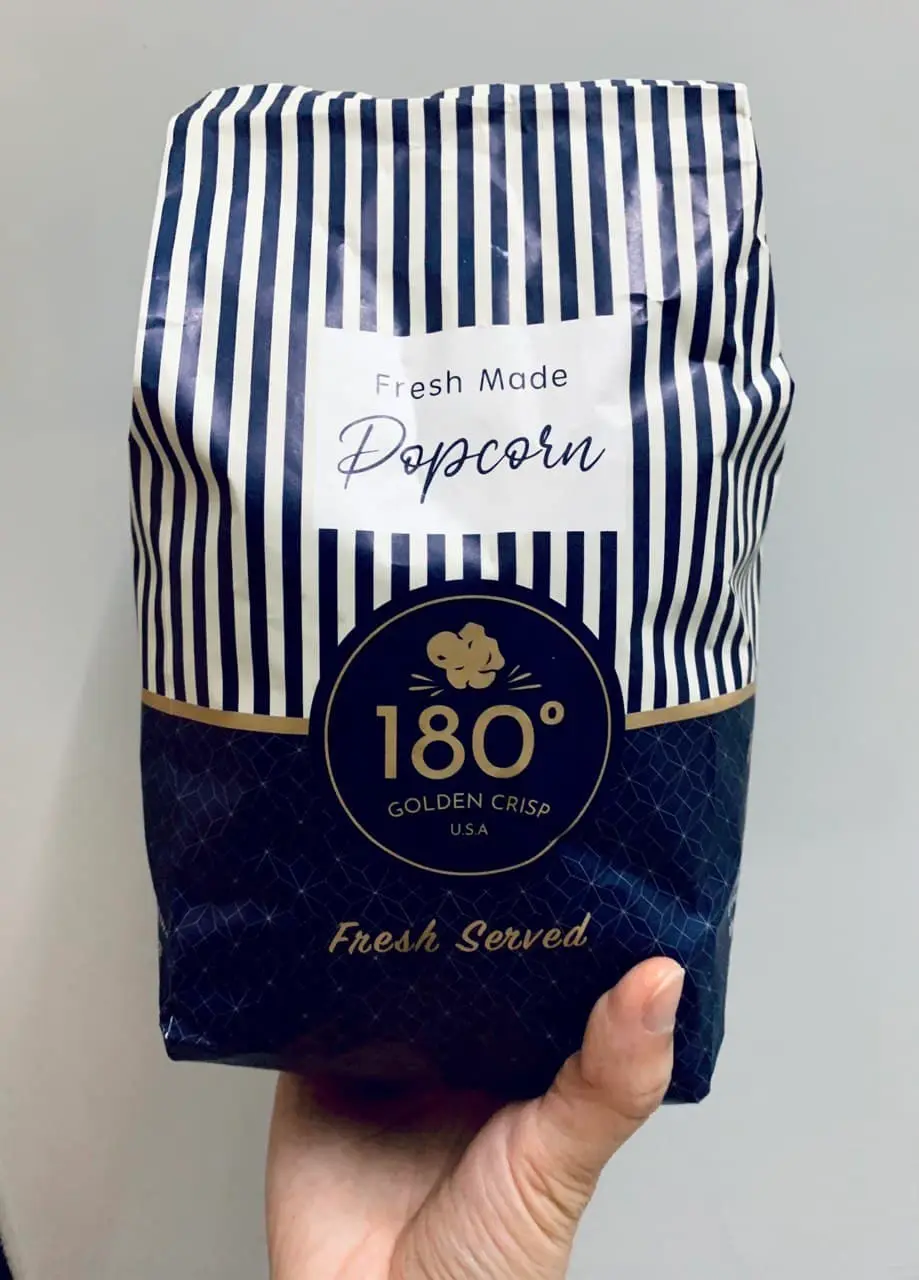 Fresh Made
Popcorn
180°
GOLDEN CRISP
U.S.A
Fresh Served